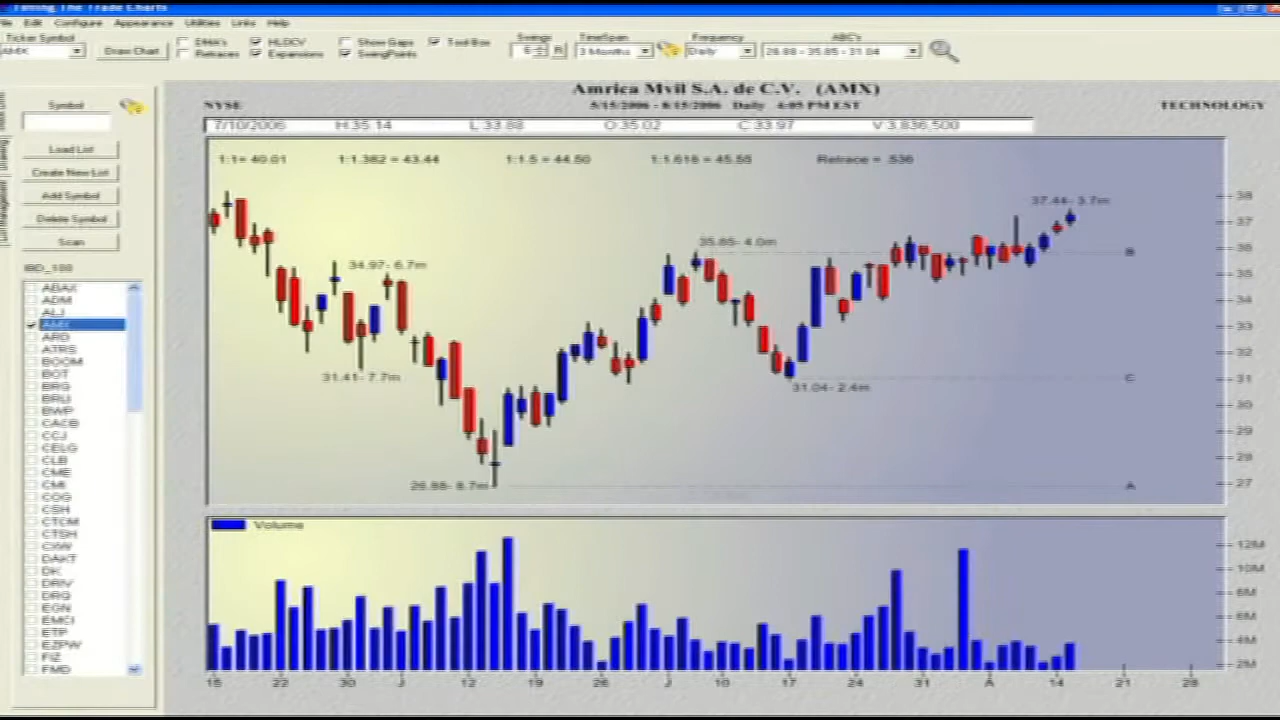 Timing The Trade Charts
File Edit Configure Appearance Utilities Links Help
Ticker Symbol
AMX
Draw Chart
DMA's
Retraces
HLOCV
Expansions
Show Gaps
SwingPoints
Tool Box
Swings
6
R
TimeSpan
3 Months
Frequency
Daily
ABC's
26.88 - 35.85 - 31.04
Amrica Mvil S.A. de C.V. (AMX)
NYSE
5/15/2006 - 8/15/2006 Daily 4:05 PM EST
TECHNOLOGY
7/10/2006 H:35.14 L:33.88 O:35.02 C:33.97 V:3,836,500
1:1= 40.01 1:1.382 = 43.44 1:1.5 = 44.50 1:1.618 = 45.55 Retrace = .536
Symbol
Load List
Create New List
Add Symbol
Delete Symbol
Scan
IBD_100
ABAX
ADM
ALJ
AMX
ARD
ATRS
BOOM
BOT
BRG
BRLI
BWP
CACB
CCJ
CELG
CLB
CME
CMI
COG
CSH
CTCM
CTSH
CXW
DAKT
DK
DRIV
DRQ
EGN
EMCI
ETP
EZPW
FIZ
FMD
37.44- 3.7m
35.85- 4.0m
34.97- 6.7m
31.41- 7.7m
31.04- 2.4m
26.88- 8.7m
B
C
A
38
37
36
35
34
33
32
31
30
29
28
27
Volume
12M
10M
8M
6M
4M
2M
15 22 30 J 12 19 26 J 10 17 24 31 A 14 21 28